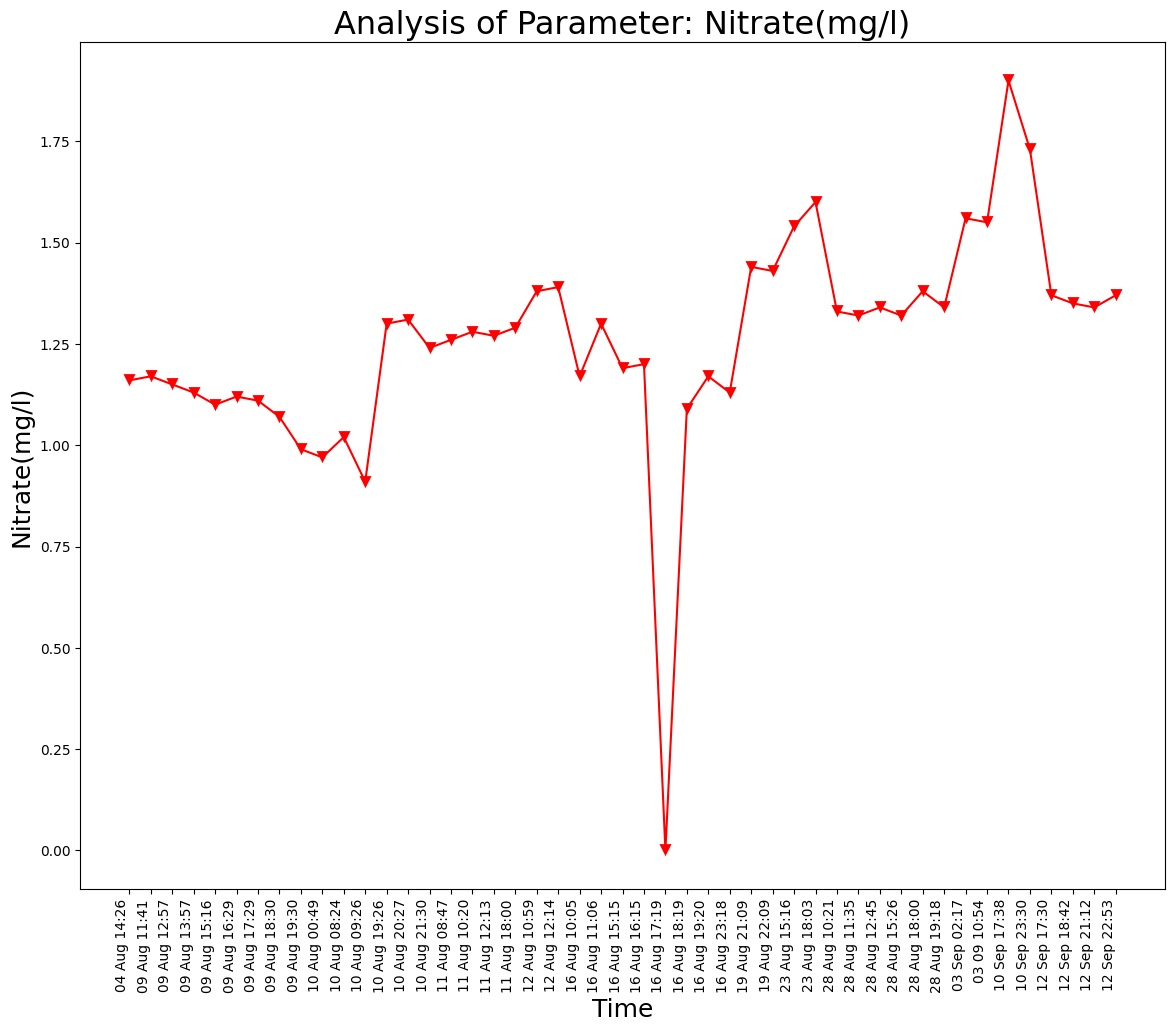 Analysis of Parameter: Nitrate(mg/l)
Nitrate(mg/l)
1.75
1.50
1.25
1.00
0.75
0.50
0.25
0.00
04 Aug 14:26
09 Aug 11:41
09 Aug 12:57
09 Aug 13:57
09 Aug 15:16
09 Aug 16:29
09 Aug 17:29
09 Aug 18:30
09 Aug 19:30
10 Aug 00:49
10 Aug 08:24
10 Aug 09:26
10 Aug 19:26
10 Aug 20:27
10 Aug 21:30
11 Aug 08:47
11 Aug 10:20
11 Aug 12:13
11 Aug 18:00
12 Aug 10:59
12 Aug 12:14
16 Aug 10:05
16 Aug 11:06
16 Aug 15:15
16 Aug 16:15
16 Aug 17:19
16 Aug 18:19
16 Aug 19:20
16 Aug 23:18
19 Aug 21:09
19 Aug 22:09
23 Aug 15:16
23 Aug 18:03
28 Aug 10:21
28 Aug 11:35
28 Aug 12:45
28 Aug 15:26
28 Aug 18:00
28 Aug 19:18
03 Sep 02:17
03 09 10:54
10 Sep 17:38
10 Sep 23:30
12 Sep 17:30
12 Sep 18:42
12 Sep 21:12
12 Sep 22:53
Time